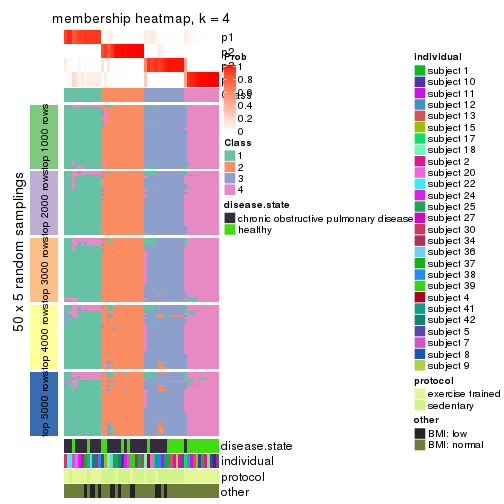 membership heatmap, k = 4
p1
p2
p3
Prob
1
0.8
0.6
0.4
0.2
0
Class
1
2
3
4
disease.state
chronic obstructive pulmonary disease
healthy
50 x 5 random samplings
top 1000 rows
top 2000 rows
top 3000 rows
top 4000 rows
top 5000 rows
disease.state
individual
protocol
other
individual
subject 1
subject 10
subject 11
subject 12
subject 13
subject 15
subject 17
subject 18
subject 2
subject 20
subject 22
subject 24
subject 25
subject 27
subject 30
subject 34
subject 36
subject 37
subject 38
subject 39
subject 4
subject 41
subject 42
subject 5
subject 7
subject 8
subject 9
protocol
exercise trained
sedentary
other
BMI: low
BMI: normal